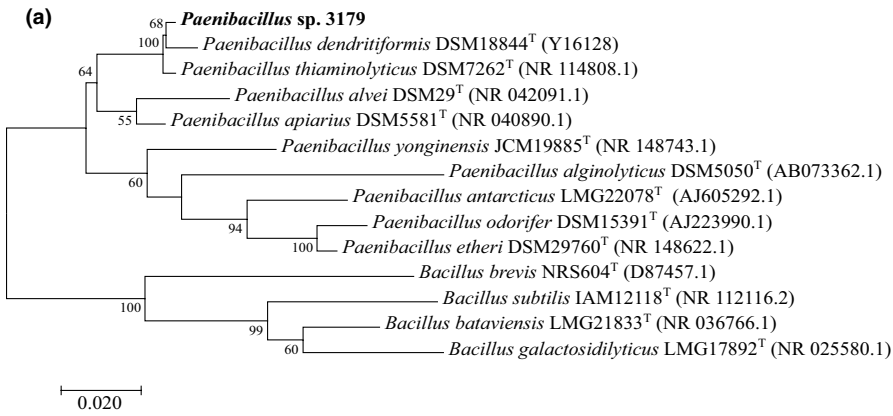 (a)
68
Paenibacillus sp. 3179
100
Paenibacillus dendritiformis DSM18844T (Y16128)
64
Paenibacillus thiaminolyticus DSM7262T (NR 114808.1)
Paenibacillus alvei DSM29T (NR 042091.1)
55
Paenibacillus apiarius DSM5581T (NR 040890.1)
Paenibacillus yonginensis JCM19885T (NR 148743.1)
60
Paenibacillus alginolyticus DSM5050T (AB073362.1)
Paenibacillus antarcticus LMG22078T (AJ605292.1)
94
Paenibacillus odorifer DSM15391T (AJ223990.1)
100
Paenibacillus etheri DSM29760T (NR 148622.1)
Bacillus brevis NRS604T (D87457.1)
100
Bacillus subtilis IAM12118T (NR 112116.2)
99
Bacillus bataviensis LMG21833T (NR 036766.1)
60
Bacillus galactosidilyticus LMG17892T (NR 025580.1)
0.020